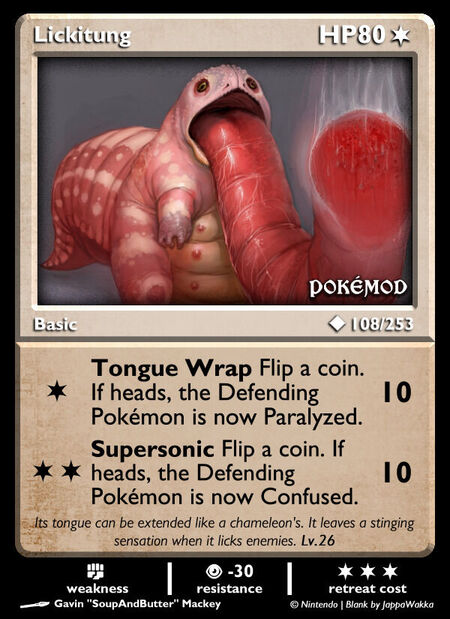 Lickitung HP80
POKÉMOD
Basic 108/253
Tongue Wrap Flip a coin.
If heads, the Defending 10
Pokémon is now Paralyzed.
Supersonic Flip a coin. If
heads, the Defending 10
Pokémon is now Confused.
Its tongue can be extended like a chameleon's. It leaves a stinging
sensation when it licks enemies. Lv.26
-30
weakness resistance retreat cost
Gavin "SoupAndButter" Mackey © Nintendo | Blank by JappaWakka